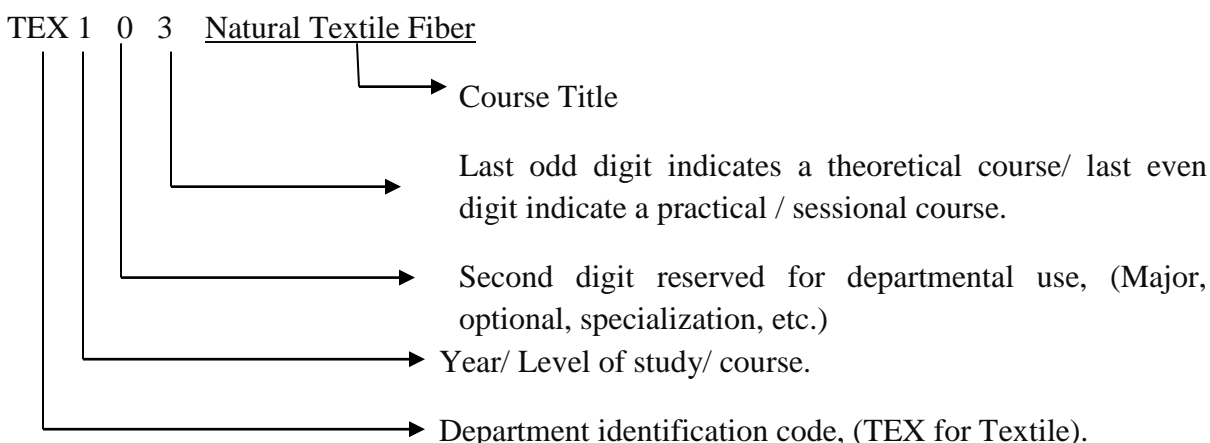 TEX 1 0 3 Natural Textile Fiber
Course Title
Last odd digit indicates a theoretical course/ last even
digit indicate a practical / sessional course.
Second digit reserved for departmental use, (Major,
optional, specialization, etc.)
Year/ Level of study/ course.
Department identification code, (TEX for Textile).